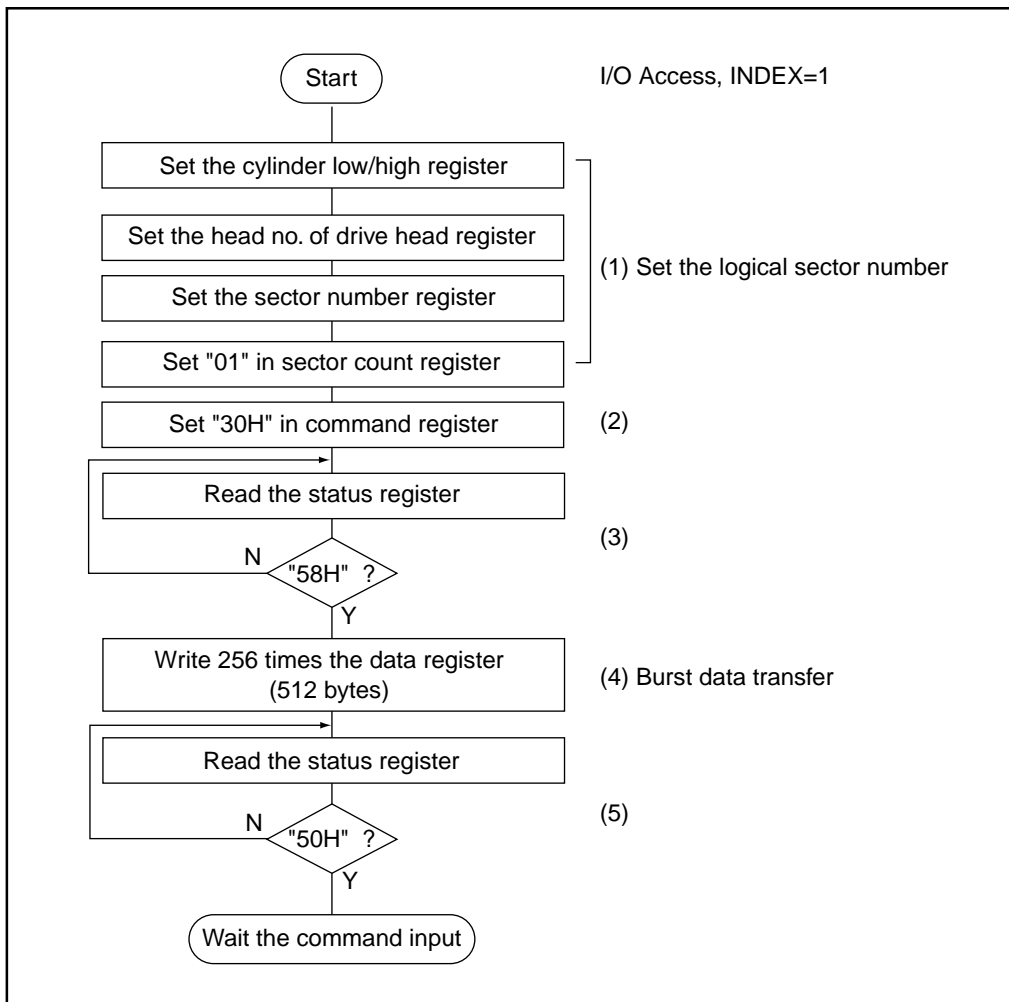 Start
I/O Access, INDEX=1
Set the cylinder low/high register
Set the head no. of drive head register
(1) Set the logical sector number
Set the sector number register
Set "01" in sector count register
Set "30H" in command register
(2)
Read the status register
(3)
N
"58H" ?
Y
Write 256 times the data register
(512 bytes)
(4) Burst data transfer
Read the status register
(5)
N
"50H" ?
Y
Wait the command input